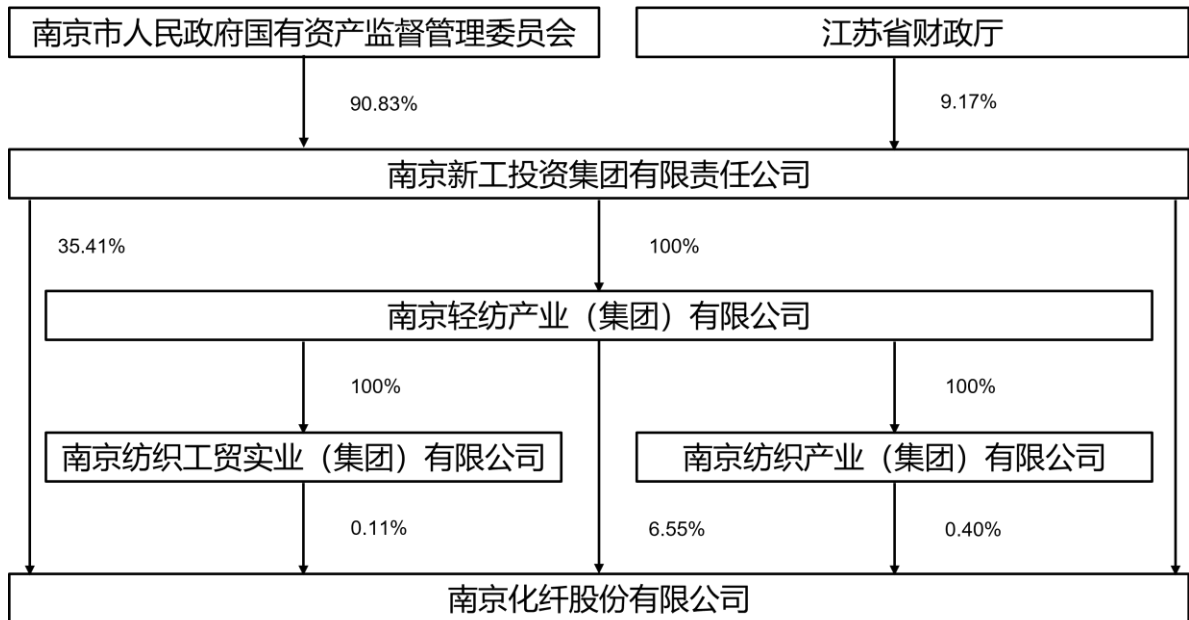 南京市人民政府国有资产监督管理委员会
江苏省财政厅
90.83%
9.17%
南京新工投资集团有限责任公司
35.41%
100%
南京轻纺产业（集团）有限公司
100%
100%
南京纺织工贸实业（集团）有限公司
南京纺织产业（集团）有限公司
0.11%
6.55%
0.40%
南京化纤股份有限公司